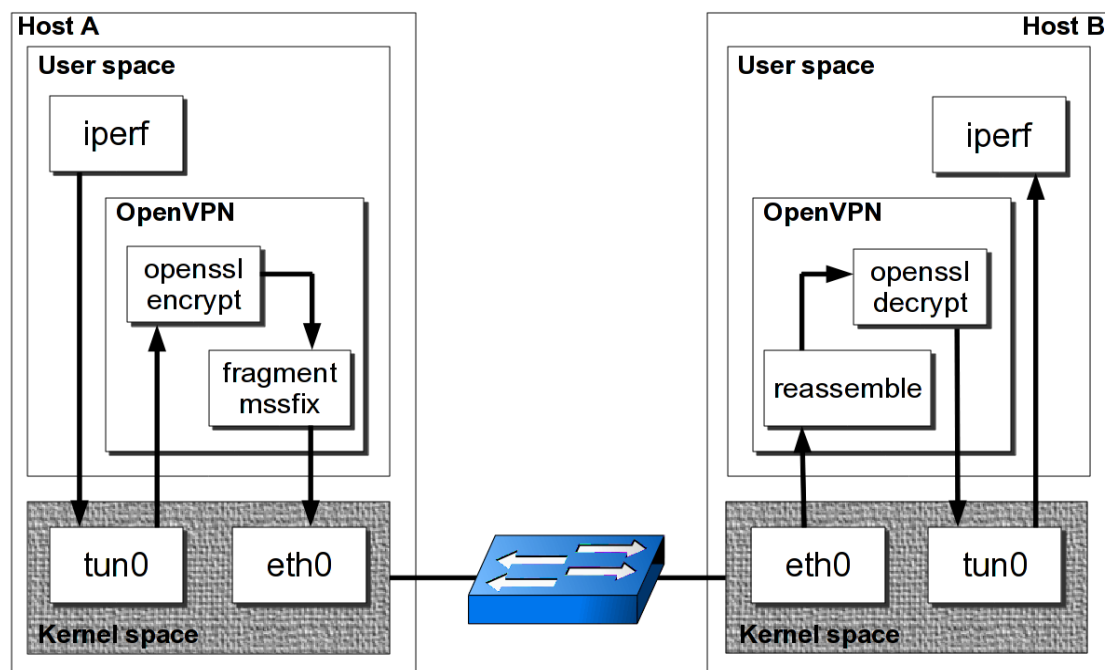 Host A
User space
iperf
OpenVPN
openssl
encrypt
fragment
mssfix
tun0
eth0
Kernel space
Host B
User space
iperf
OpenVPN
openssl
decrypt
reassemble
eth0
tun0
Kernel space